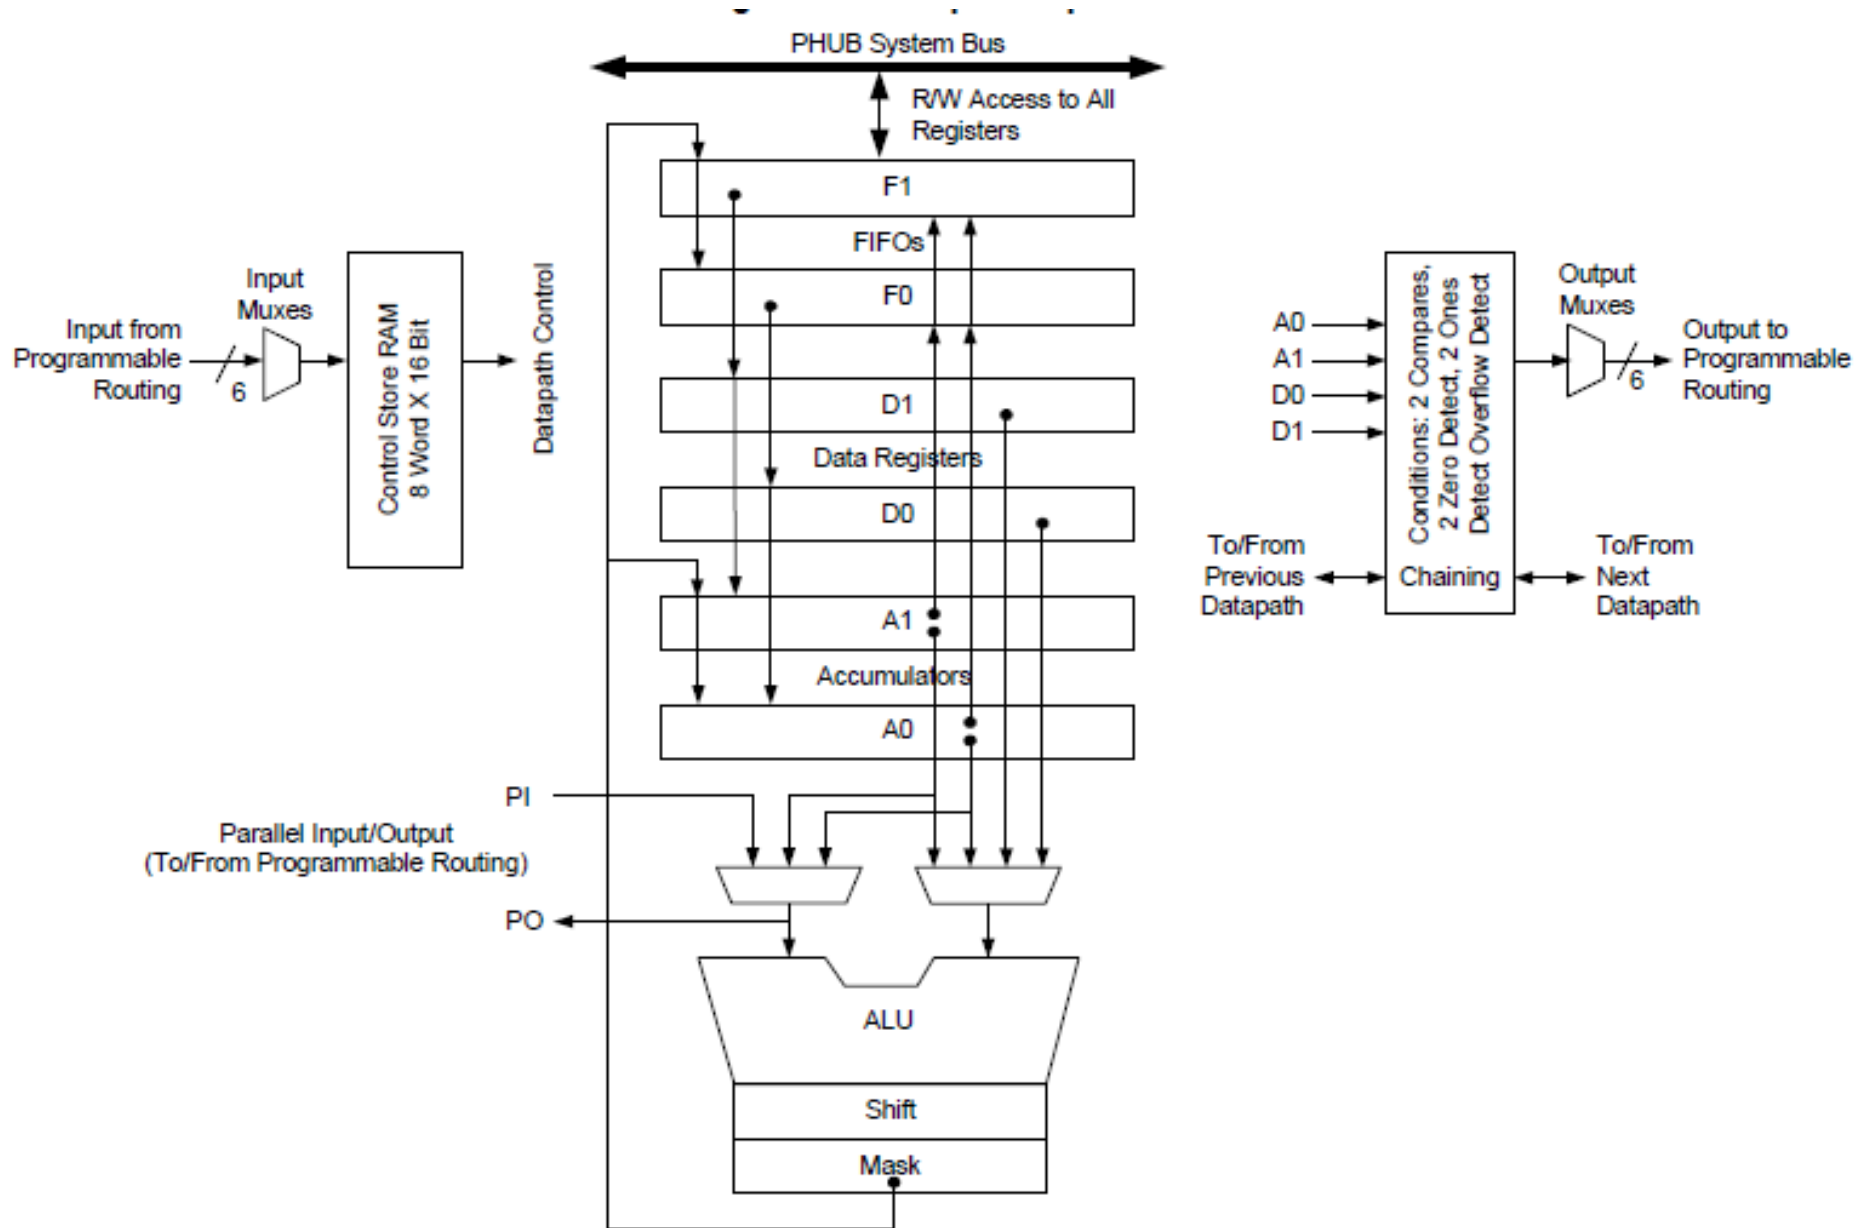 PHUB System Bus
R/W Access to All
Registers
F1
FIFOs
F0
D1
Data Registers
D0
A1
Accumulators
A0
Input from
Programmable
Routing
6
Input
Muxes
Control Store RAM
8 Word X 16 Bit
Datapath Control
PI
Parallel Input/Output
(To/From Programmable Routing)
PO
ALU
Shift
Mask
A0
A1
D0
D1
Conditions: 2 Compares,
2 Zero Detect, 2 Ones
Detect Overflow Detect
Output
Muxes
6
Output to
Programmable
Routing
To/From
Previous
Datapath
Chaining
To/From
Next
Datapath